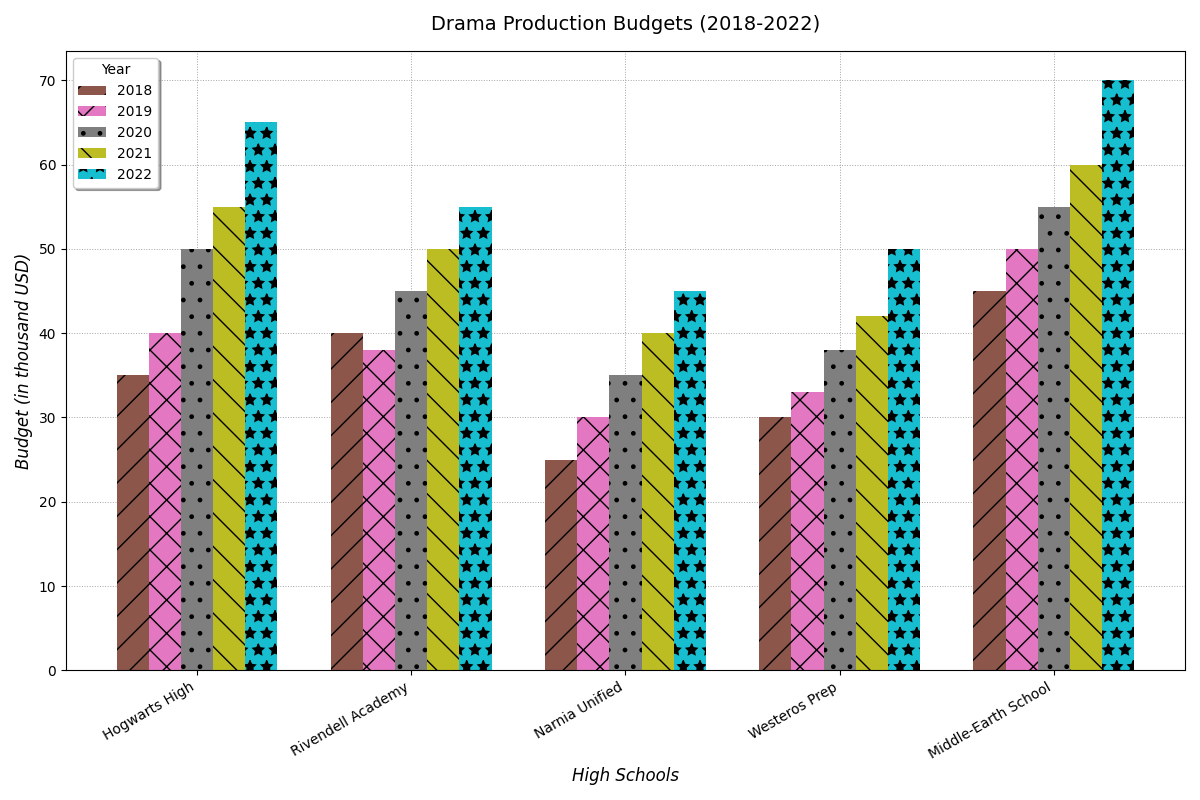 Drama Production Budgets (2018-2022)
Year
2018
2019
2020
2021
2022
Budget (in thousand USD)
70
60
50
40
30
20
10
0
Hogwarts High
Rivendell Academy
Narnia Unified
Westeros Prep
Middle-Earth School
High Schools